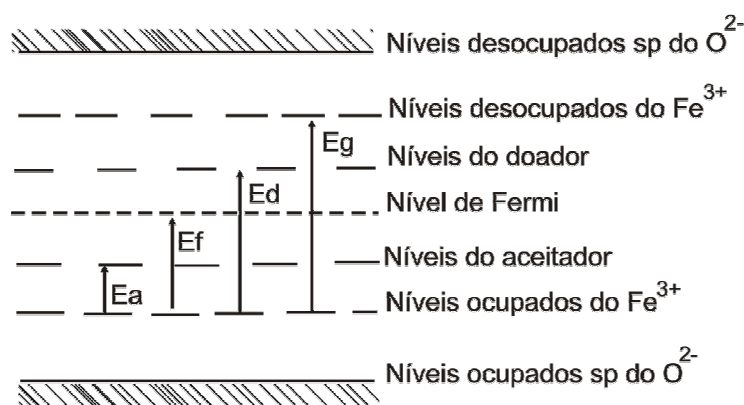 Níveis desocupados sp do O²⁻
Níveis desocupados do Fe³⁺
Eg
Níveis do doador
Ed
Nível de Fermi
Ef
Níveis do aceitador
Ea
Níveis ocupados do Fe³⁺
Níveis ocupados sp do O²⁻